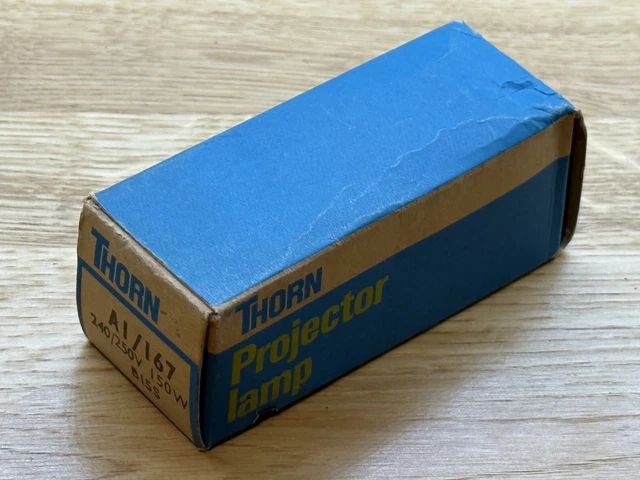 THORN
A1/167
240/250V 150W
B15S
THORN
Projector
lamp